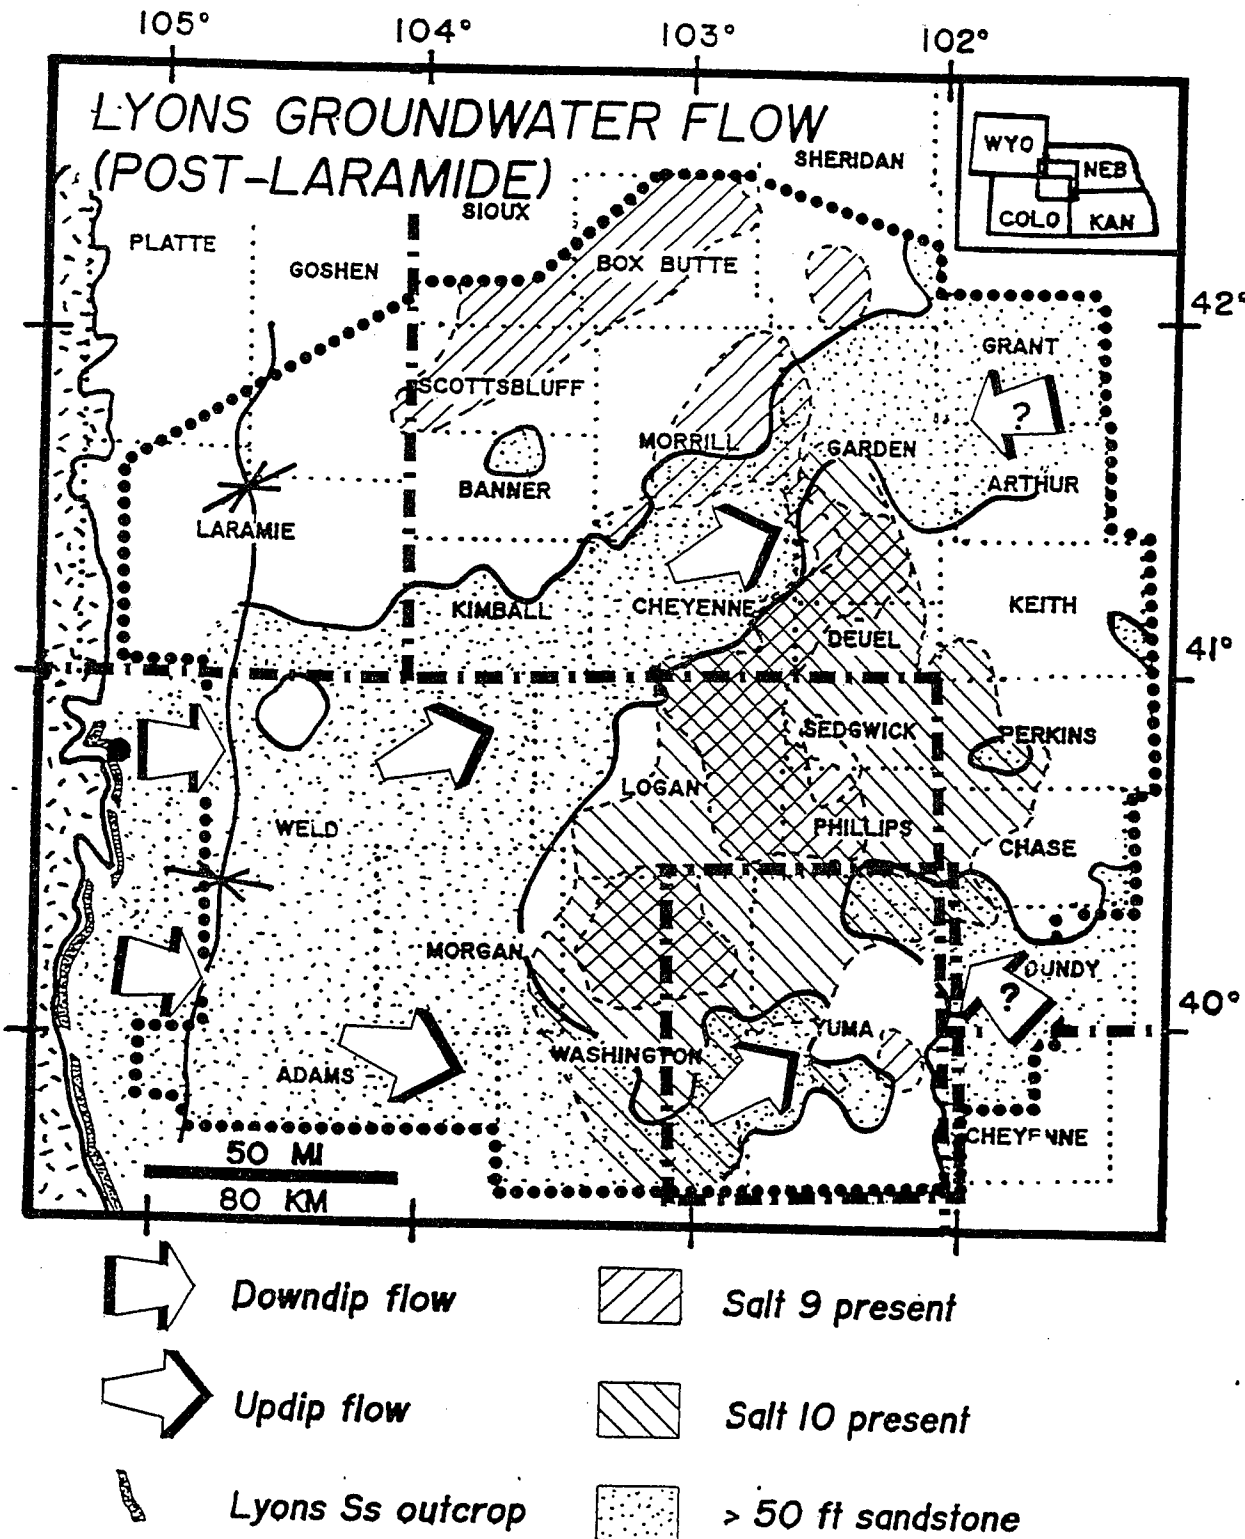 105° 104° 103° 102°
LYONS GROUNDWATER FLOW
(POST-LARAMIDE)
SHERIDAN
WYO
NEB
COLO
KAN
SIOUX
PLATTE
GOSHEN
BOX BUTTE
42°
GRANT
SCOTTSBLUFF
?
MORRILL
GARDEN
BANNER
ARTHUR
LARAMIE
KIMBALL
CHEYENNE
KEITH
DEUEL
41°
SEDGWICK
PERKINS
LOGAN
WELD
PHILLIPS
CHASE
MORGAN
DUNDY
?
40°
YUMA
WASHINGTON
ADAMS
CHEYENNE
50 MI
80 KM
Downdip flow
Salt 9 present
Updip flow
Salt 10 present
Lyons Ss outcrop
> 50 ft sandstone